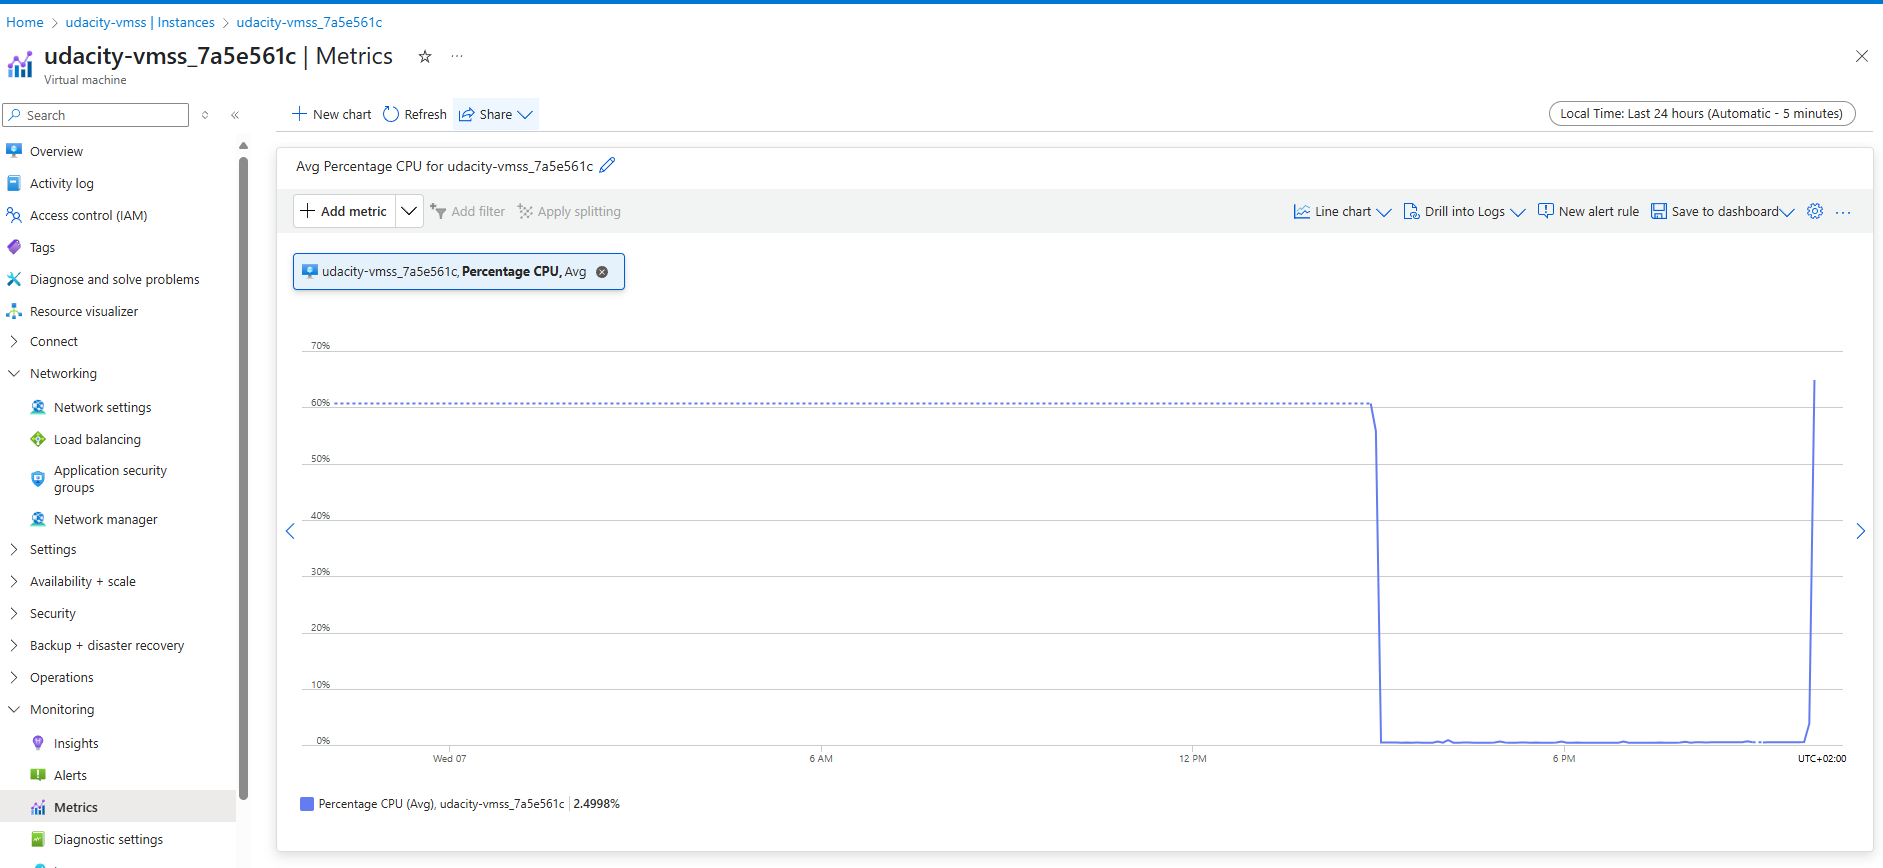 Home > udacity-vmss | Instances > udacity-vmss_7a5e561c
udacity-vmss_7a5e561c | Metrics
Virtual machine
Search
Overview
Activity log
Access control (IAM)
Tags
Diagnose and solve problems
Resource visualizer
Connect
Networking
Network settings
Load balancing
Application security
groups
Network manager
Settings
Availability + scale
Security
Backup + disaster recovery
Operations
Monitoring
Insights
Alerts
Metrics
Diagnostic settings
New chart Refresh Share
Local Time: Last 24 hours (Automatic - 5 minutes)
Avg Percentage CPU for udacity-vmss_7a5e561c
Add metric Add filter Apply splitting
Line chart Drill into Logs New alert rule Save to dashboard
udacity-vmss_7a5e561c, Percentage CPU, Avg
70%
60%
50%
40%
30%
20%
10%
0%
Wed 07 6 AM 12 PM 6 PM UTC+02:00
Percentage CPU (Avg), udacity-vmss_7a5e561c | 2.4998%